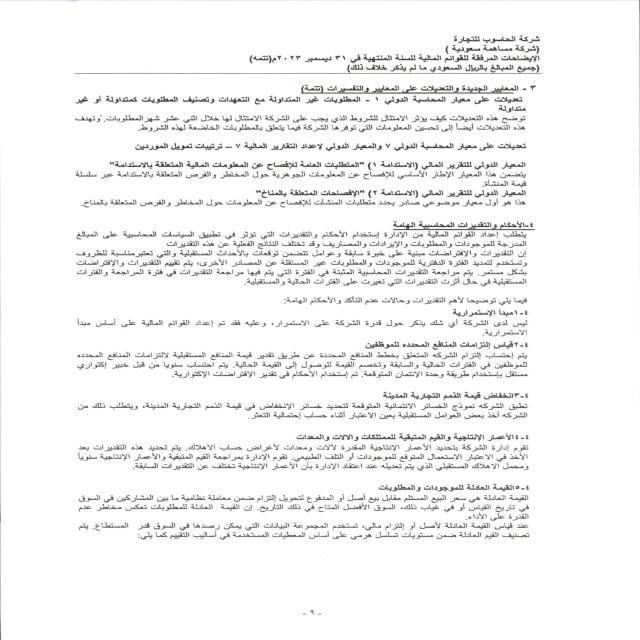 شركة الحاسوب للتجارة
(شركة مساهمة سعودية )
الإيضاحات المرفقة للقوائم المالية للسنة المنتهية في ٣١ ديسمبر ٢٠٢٣م(تتمه)
(جميع المبالغ بالريال السعودي ما لم يذكر خلاف ذلك)
٣ - المعايير الجديدة والتعديلات على المعايير والتفسيرات (تتمة)
تعديلات على معيار المحاسبة الدولي ١ - المطلوبات غير المتداولة مع التعهدات وتصنيف المطلوبات كمتداولة أو غير
متداولة
توضح هذه التعديلات كيف يؤثر الامتثال للشروط الذي يجب على الشركة الامتثال لها خلال اثني عشر شهر المطلوبات. وتهدف
هذه التعديلات أيضاً إلى تحسين المعلومات التي توفرها الشركة فيما يتعلق بالمطلوبات الخاضعة لهذه الشروط.
تعديلات على معيار المحاسبة الدولي ٧ والمعيار الدولي لإعداد التقارير المالية ٧ – ترتيبات تمويل الموردين
المعيار الدولي للتقرير المالي (الاستدامة ١) "المتطلبات العامة للإفصاح عن المعلومات المالية المتعلقة بالاستدامة"
يتضمن هذا المعيار الإطار الأساسي للإفصاح عن المعلومات الجوهرية حول المخاطر والفرص المتعلقة بالاستدامة عبر سلسلة
قيمة المنشأة.
المعيار الدولي للتقرير المالي (الاستدامة ٢) "الإفصاحات المتعلقة بالمناخ"
هذا هو أول معيار موضوعي صادر يحدد متطلبات المنشآت للإفصاح عن المعلومات حول المخاطر والفرص المتعلقة بالمناخ.
٤-الأحكام والتقديرات المحاسبية الهامة
يتطلب إعداد القوائم المالية من الإدارة إستخدام الأحكام والتقديرات التي تؤثر في تطبيق السياسات المحاسبية على المبالغ
المدرجة للموجودات والمطلوبات والإيرادات والمصاريف وقد تختلف النتائج الفعلية عن هذه التقديرات
إن التقديرات والإفتراضات مبنية على خبرة سابقة وعوامل تتضمن توقعات بالأحداث المستقبلية والتي تعتبر مناسبة للظروف
وتستخدم لتمديد الفترة الدفترية للموجودات والمطلوبات غير المستقلة عن المصادر الأخرى، يتم تقييم التقديرات والإفتراضات
بشكل مستمر. يتم مراجعة التقديرات المحاسبية المثبتة في الفترة التي يتم فيها مراجعة التقديرات في فترة المراجعة والفترات
المستقبلية في حال أثرت التقديرات التي تغيرت على الفترات الحالية والمستقبلية.
فيما يلي توضيحا لأهم التقديرات وحالات عدم التأكد والأحكام الهامة:
٤-١مبدأ الاستمرارية
ليس لدى الشركة أي شك يذكر حول قدرة الشركة على الاستمرار، وعليه فقد تم إعداد القوائم المالية على أساس مبدأ
الاستمرارية.
٤-٢قياس إلتزامات المنافع المحدده للموظفين
يتم إحتساب إلتزام الشركة المتعلق بخطط المنافع المحددة عن طريق تقدير قيمة المنافع المستقبلية لالتزامات المنافع المحدده
للموظفين في الفترات الحالية والسابقة وتخصم القيمة للوصول إلى القيمة الحالية. يتم احتساب سنويا من قبل خبير إكتواري
مستقل بإستخدام طريقة وحدة الإئتمان المتوقعة. تم إستخدام الأحكام في تقدير الإفتراضات الإكتوارية.
٤-٣انخفاض قيمة الذمم التجارية المدينة
تطبق الشركه نموذج الخسائر الائتمانية المتوقعة لتحديد خسائر الإنخفاض في قيمة الذمم التجارية المدينة، ويتطلب ذلك من
الشركه أخذ بعض العوامل المستقبلية بعين الاعتبار أثناء حساب إحتمالية التعثر.
٤-٤الأعمار الإنتاجية والقيم المتبقية للممتلكات والآلات والمعدات
تقوم إدارة الشركة بتحديد الأعمار الإنتاجية المقدرة لآلات ومعدات لأغراض حساب الاهلاك. يتم تحديد هذه التقديرات بعد
الأخذ في الاعتبار الاستعمال المتوقع للموجودات أو التلف الطبيعي. تقوم الإدارة بمراجعة القيم المتبقية والأعمار الإنتاجية سنوياً
ومحمل الاهلاك المستقبلي الذي يتم تعديله عند اعتقاد الإدارة بأن الأعمار الإنتاجية تختلف عن التقديرات السابقة.
٤-٥القيمة العادلة للموجودات والمطلوبات
القيمة العادلة هي سعر البيع المستلم مقابل بيع أصل أو المدفوع لتحويل إلتزام ضمن معاملة نظامية ما بين المشاركين في السوق
في تاريخ القياس أو في غياب ذلك، السوق الأفضل المتاح في ذلك التاريخ. إن القيمة العادلة للمطلوبات تعكس مخاطر عدم
القدرة على الأداء.
عند قياس القيمة العادلة لأصل أو إلتزام مالي، تستخدم المجموعة البيانات التي يمكن رصدها في السوق قدر المستطاع. يتم
تصنيف القيم العادلة ضمن مستويات تسلسل هرمي على أساس المعطيات المستخدمة في أساليب التقييم كما يلي:
- ٩ -